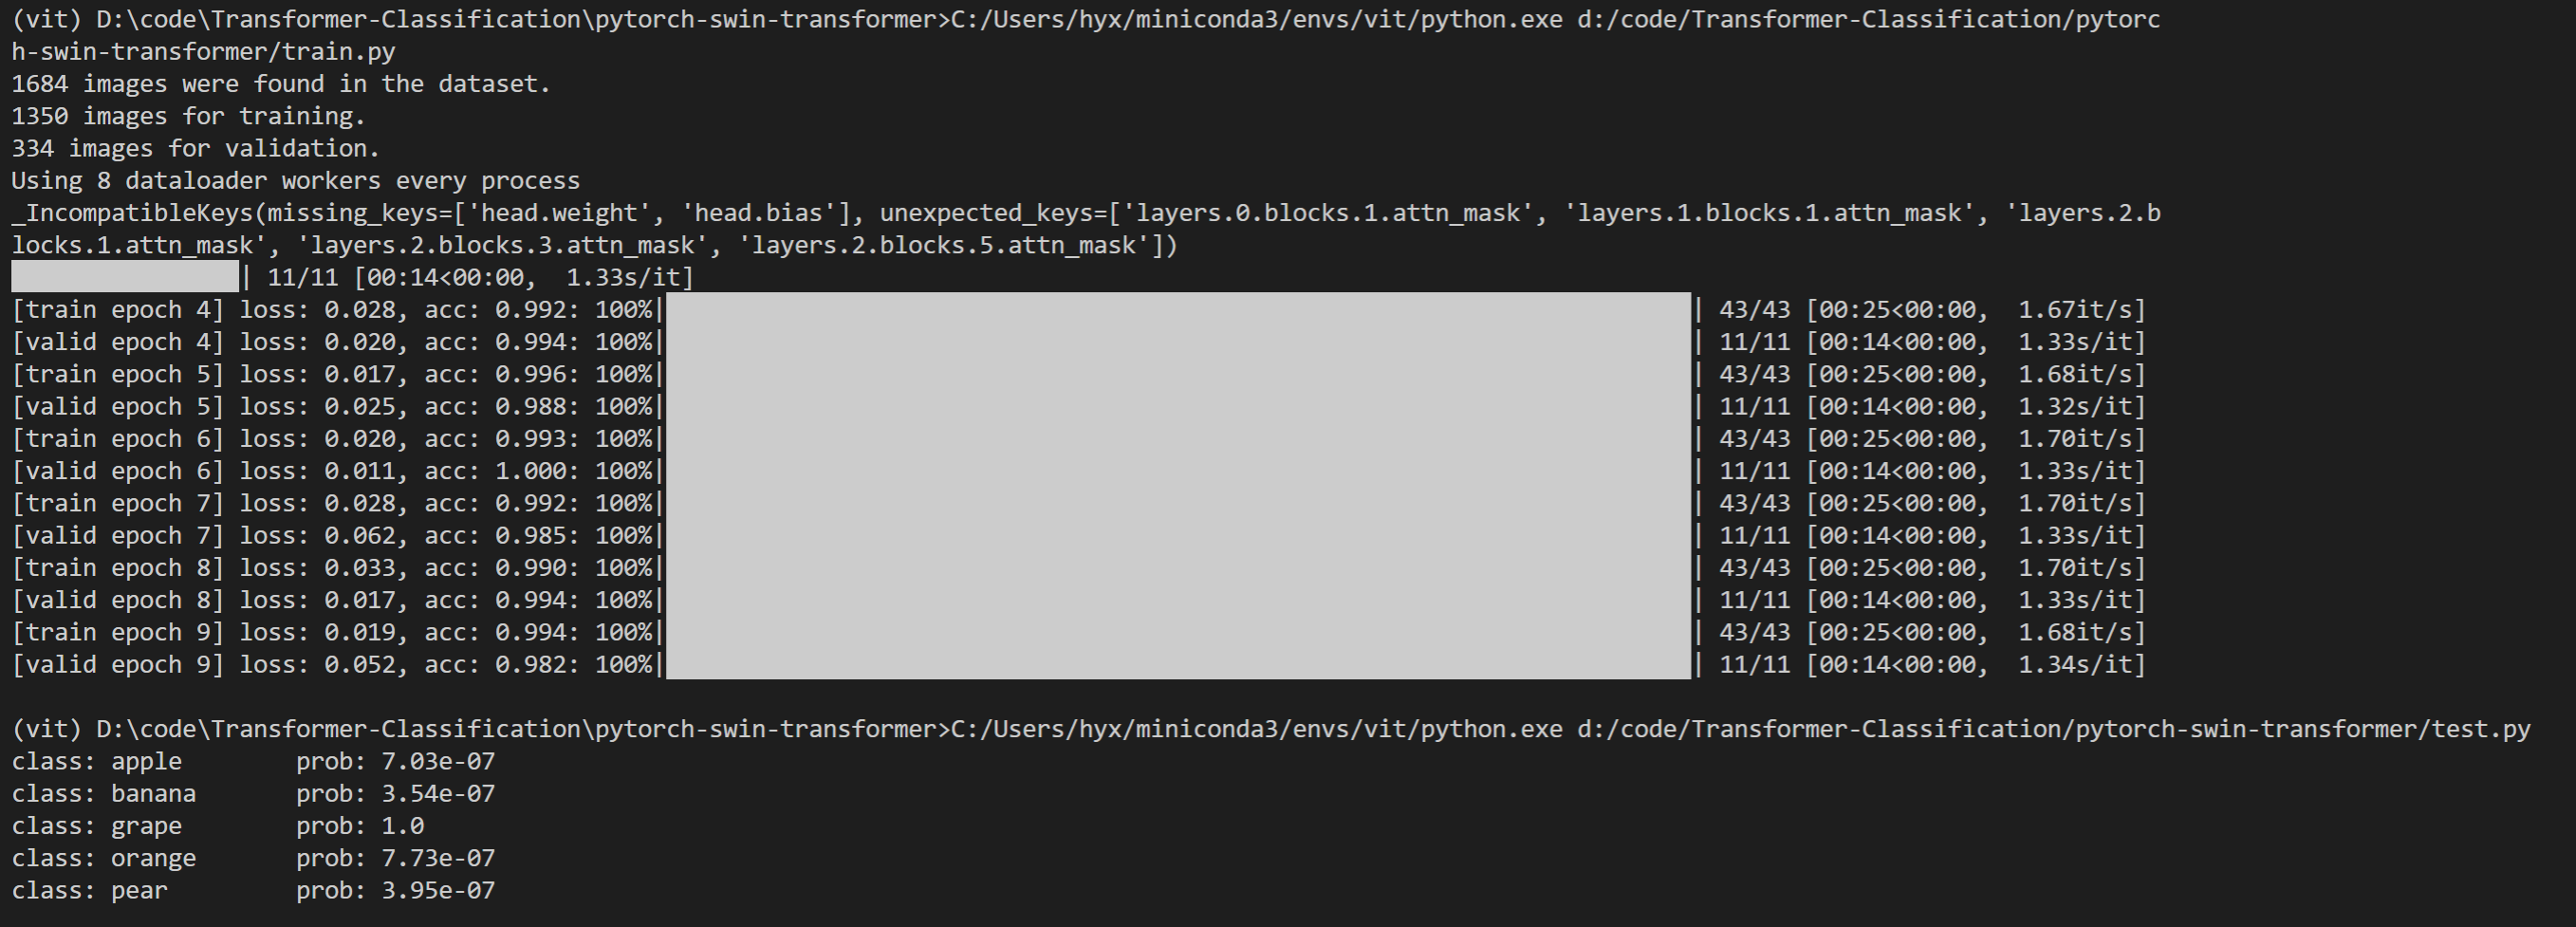 (vit) D:\code\Transformer-Classification\pytorch-swin-transformer>C:/Users/hyx/miniconda3/envs/vit/python.exe d:/code/Transformer-Classification/pytorc
h-swin-transformer/train.py
1684 images were found in the dataset.
1350 images for training.
334 images for validation.
Using 8 dataloader workers every process
_IncompatibleKeys(missing_keys=['head.weight', 'head.bias'], unexpected_keys=['layers.0.blocks.1.attn_mask', 'layers.1.blocks.1.attn_mask', 'layers.2.b
locks.1.attn_mask', 'layers.2.blocks.3.attn_mask', 'layers.2.blocks.5.attn_mask'])
| 11/11 [00:14<00:00,  1.33s/it]
[train epoch 4] loss: 0.028, acc: 0.992: 100%| | 43/43 [00:25<00:00,  1.67it/s]
[valid epoch 4] loss: 0.020, acc: 0.994: 100%| | 11/11 [00:14<00:00,  1.33s/it]
[train epoch 5] loss: 0.017, acc: 0.996: 100%| | 43/43 [00:25<00:00,  1.68it/s]
[valid epoch 5] loss: 0.025, acc: 0.988: 100%| | 11/11 [00:14<00:00,  1.32s/it]
[train epoch 6] loss: 0.020, acc: 0.993: 100%| | 43/43 [00:25<00:00,  1.70it/s]
[valid epoch 6] loss: 0.011, acc: 1.000: 100%| | 11/11 [00:14<00:00,  1.33s/it]
[train epoch 7] loss: 0.028, acc: 0.992: 100%| | 43/43 [00:25<00:00,  1.70it/s]
[valid epoch 7] loss: 0.062, acc: 0.985: 100%| | 11/11 [00:14<00:00,  1.33s/it]
[train epoch 8] loss: 0.033, acc: 0.990: 100%| | 43/43 [00:25<00:00,  1.70it/s]
[valid epoch 8] loss: 0.017, acc: 0.994: 100%| | 11/11 [00:14<00:00,  1.33s/it]
[train epoch 9] loss: 0.019, acc: 0.994: 100%| | 43/43 [00:25<00:00,  1.68it/s]
[valid epoch 9] loss: 0.052, acc: 0.982: 100%| | 11/11 [00:14<00:00,  1.34s/it]
(vit) D:\code\Transformer-Classification\pytorch-swin-transformer>C:/Users/hyx/miniconda3/envs/vit/python.exe d:/code/Transformer-Classification/pytorch-swin-transformer/test.py
class: apple        prob: 7.03e-07
class: banana       prob: 3.54e-07
class: grape        prob: 1.0
class: orange       prob: 7.73e-07
class: pear         prob: 3.95e-07